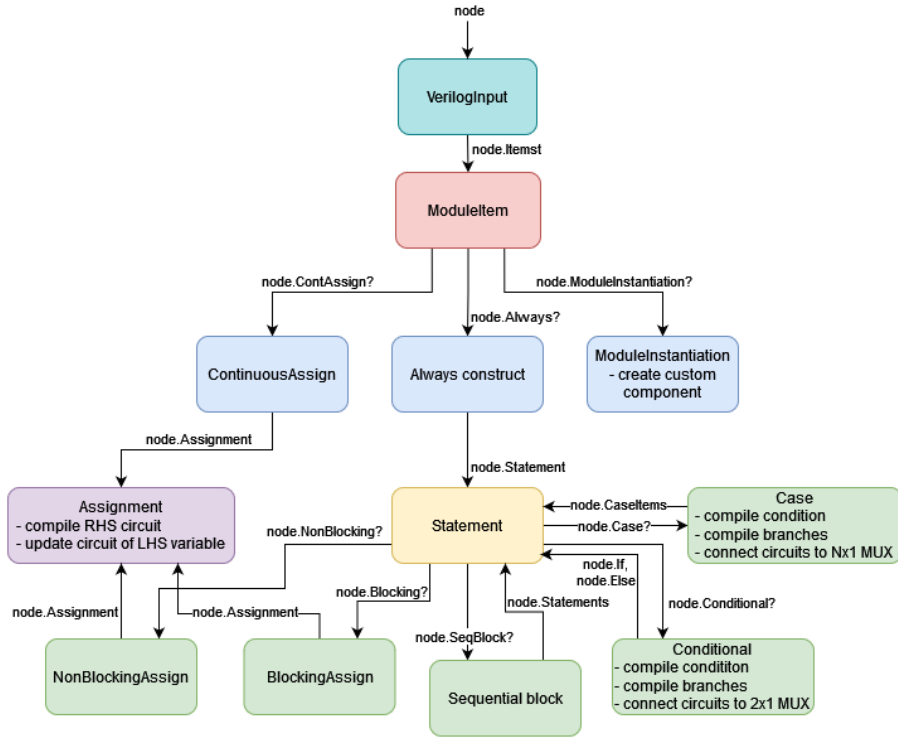 node
VerilogInput
node.Itemst
ModuleItem
node.ContAssign?
node.ModuleInstantiation?
node.Always?
ContinuousAssign
Always construct
ModuleInstantiation
- create custom
component
node.Assignment
node.Statement
Assignment
- compile RHS circuit
- update circuit of LHS variable
node.NonBlocking?
Statement
node.CaseItems
node.Case?
Case
- compile condition
- compile branches
- connect circuits to Nx1 MUX
node.If,
node.Else
node.Blocking?
node.Statements
node.Conditional?
node.Assignment
node.Assignment
node.SeqBlock?
NonBlockingAssign
BlockingAssign
Sequential block
Conditional
- compile condititon
- compile branches
- connect circuits to 2x1 MUX